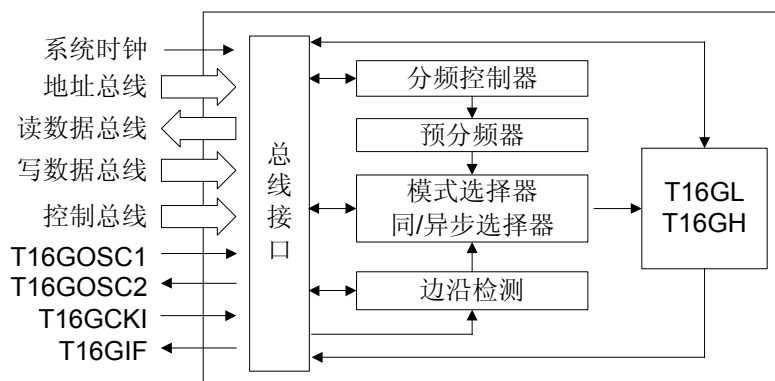 系统时钟
地址总线
读数据总线
写数据总线
控制总线
T16GOSC1
T16GOSC2
T16GCKI
T16GIF
总线接口
分频控制器
预分频器
模式选择器
同/异步选择器
边沿检测
T16GL
T16GH